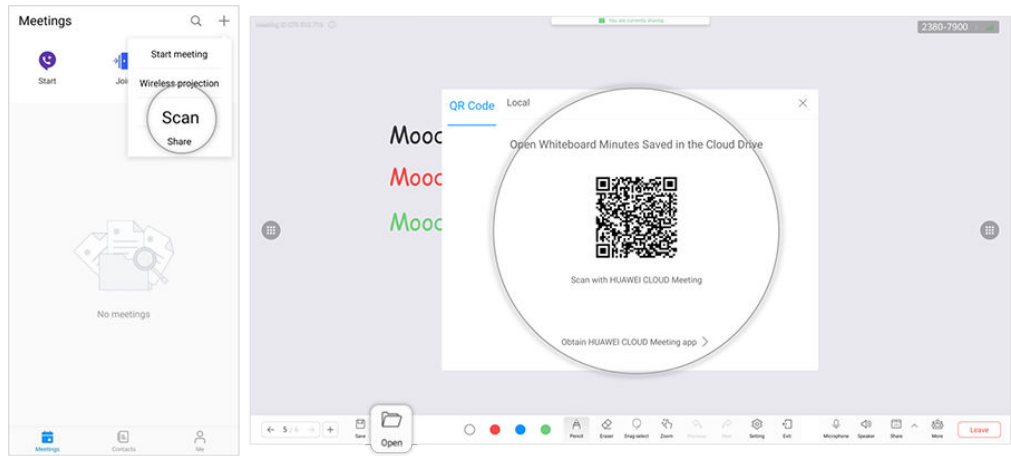 Meetings
Start meeting
Start
Wireless projection
Scan
Share
No meetings
Meetings
Contacts
Me
You are currently sharing
2380-7900
QR Code
Local
Open Whiteboard Minutes Saved in the Cloud Drive
Mooc
Mooc
Mooc
Scan with HUAWEI CLOUD Meeting
Obtain HUAWEI CLOUD Meeting app
5 / 6
Save
Open
Pencil
Eraser
Drag-select
Zoom
Setting
Exit
Microphone
Speaker
Share
More
Leave